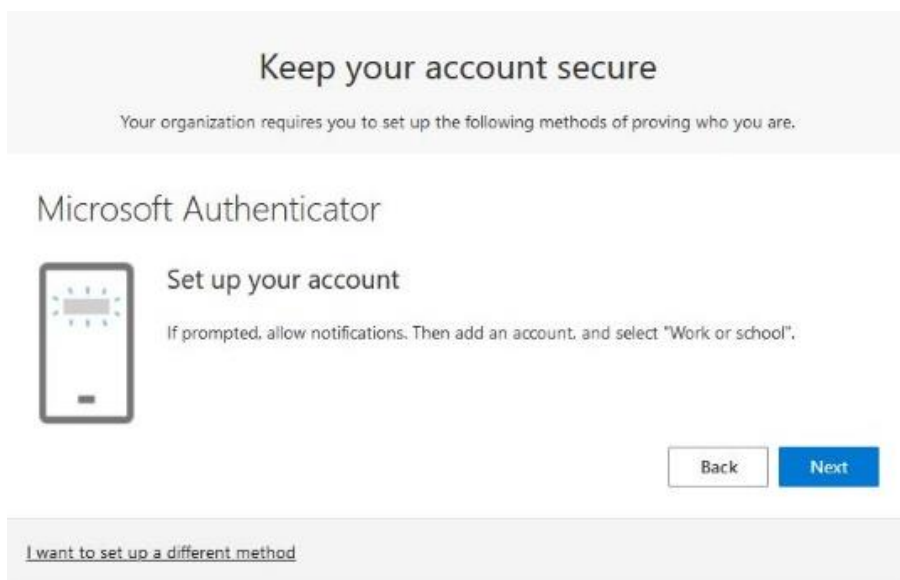 Keep your account secure
Your organization requires you to set up the following methods of proving who you are.
Microsoft Authenticator
Set up your account
If prompted, allow notifications. Then add an account, and select "Work or school".
Back
Next
I want to set up a different method